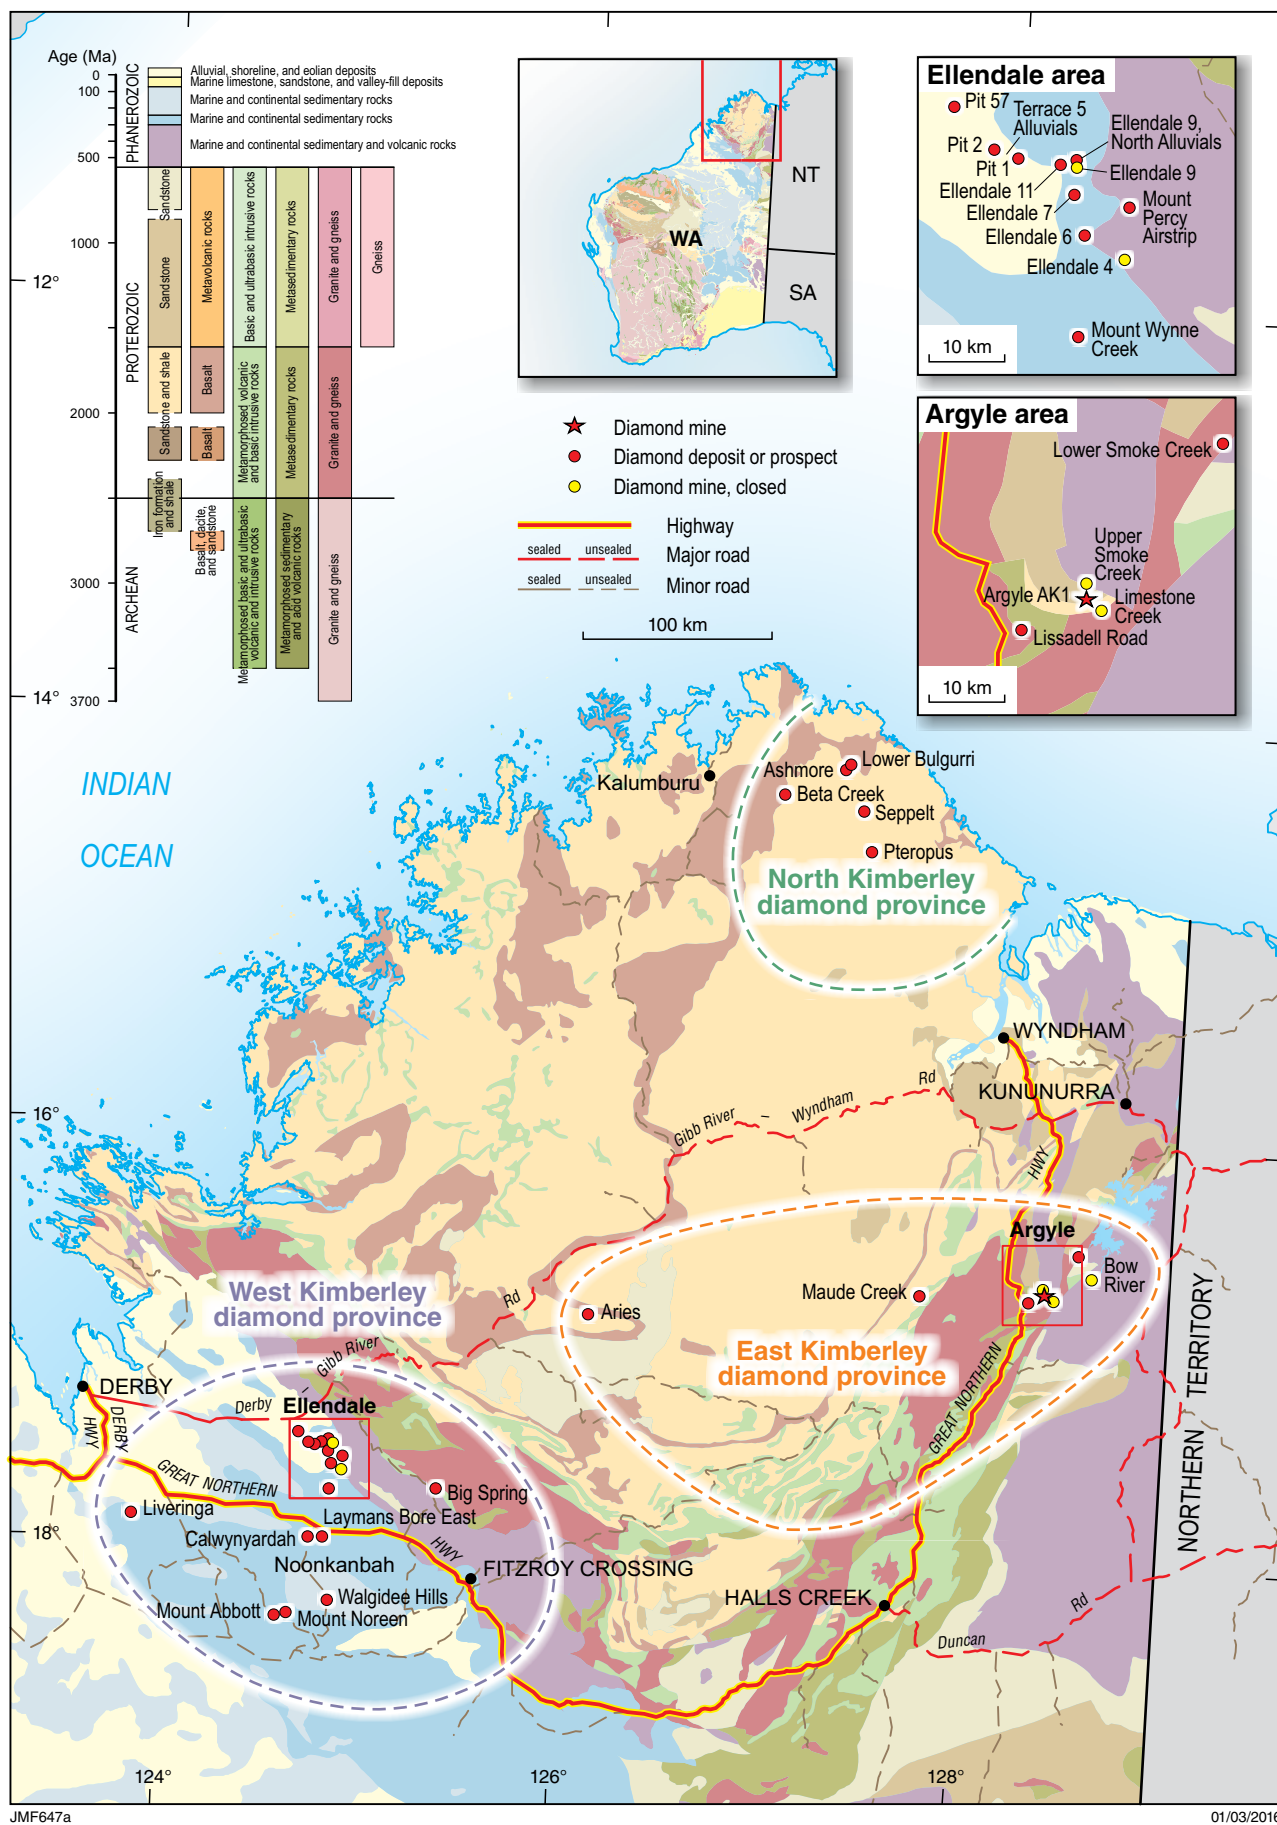 Age (Ma)
0
100
500
1000
2000
3000
3700
PHANEROZOIC
PROTEROZOIC
ARCHEAN
Alluvial, shoreline, and eolian deposits
Marine limestone, sandstone, and valley-fill deposits
Marine and continental sedimentary rocks
Marine and continental sedimentary rocks
Marine and continental sedimentary and volcanic rocks
Sandstone
Sandstone
Sandstone and shale
Sandstone and shale
Iron formation
and shale
Metavolcanic rocks
Basalt
Basalt
Basalt, dacite,
and sandstone
Basic and ultrabasic intrusive rocks
Metamorphosed volcanic
and basic intrusive rocks
Metamorphosed basic and ultrabasic
volcanic and intrusive rocks
Metasedimentary rocks
Metasedimentary rocks
Metamorphosed sedimentary
and acid volcanic rocks
Granite and gneiss
Granite and gneiss
Granite and gneiss
Gneiss
WA
NT
SA
Diamond mine
Diamond deposit or prospect
Diamond mine, closed
Highway
sealed unsealed
Major road
sealed unsealed
Minor road
100 km
Ellendale area
Pit 57
Terrace 5
Alluvials
Ellendale 9,
North Alluvials
Pit 2
Pit 1
Ellendale 9
Ellendale 11
Ellendale 7
Mount
Percy
Airstrip
Ellendale 6
Ellendale 4
Mount Wynne
Creek
10 km
Argyle area
Lower Smoke Creek
Upper
Smoke
Creek
Argyle AK1
Limestone
Creek
Lissadell Road
10 km
12°
14°
16°
18°
INDIAN
OCEAN
Kalumburu
Ashmore
Lower Bulgurri
Beta Creek
Seppelt
Pteropus
North Kimberley
diamond province
WYNDHAM
KUNUNURRA
Gibb River – Wyndham Rd
HWY
Argyle
Bow
River
Maude Creek
Aries
East Kimberley
diamond province
GREAT NORTHERN
NORTHERN TERRITORY
West Kimberley
diamond province
Derby – Gibb River Rd
DERBY
DERBY
HWY
Ellendale
GREAT NORTHERN
HWY
Liveringa
Big Spring
Laymans Bore East
Calwynyardah
Noonkanbah
FITZROY CROSSING
Walgidee Hills
Mount Abbott
Mount Noreen
HALLS CREEK
Duncan Rd
124°
126°
128°
JMF647a
01/03/2016